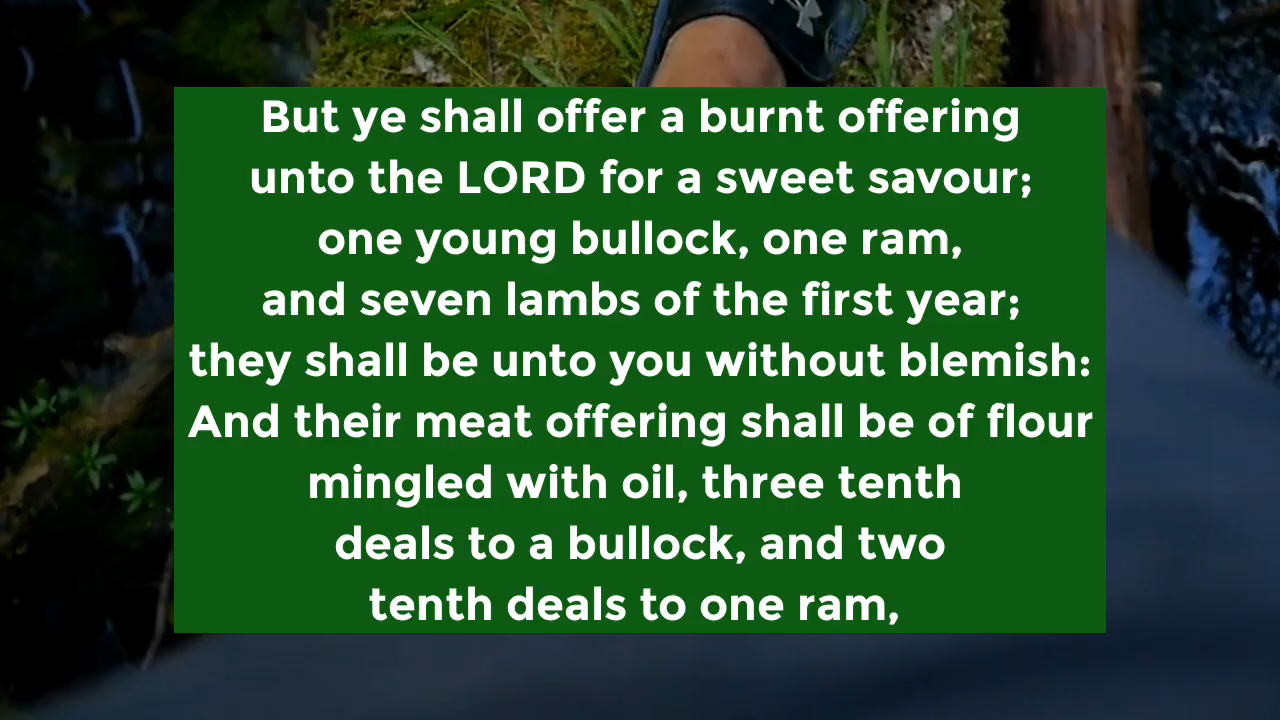 But ye shall offer a burnt offering
unto the LORD for a sweet savour;
one young bullock, one ram,
and seven lambs of the first year;
they shall be unto you without blemish:
And their meat offering shall be of flour
mingled with oil, three tenth
deals to a bullock, and two
tenth deals to one ram,